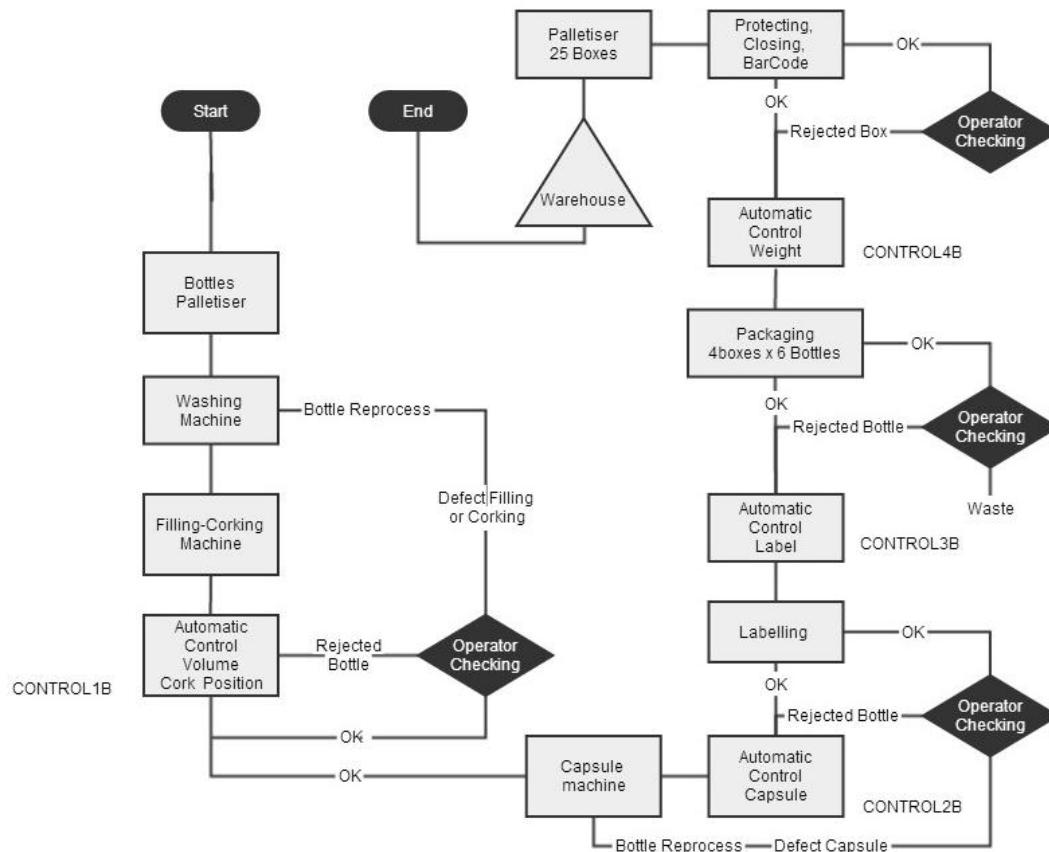 Start
End
Palletiser
25 Boxes
Protecting,
Closing,
BarCode
OK
Operator
Checking
OK
Rejected Box
Warehouse
Automatic
Control
Weight
CONTROL4B
Bottles
Palletiser
Packaging
4boxes x 6 Bottles
OK
Washing
Machine
Bottle Reprocess
OK
Rejected Bottle
Operator
Checking
Waste
Defect Filling
or Corking
Filling-Corking
Machine
Automatic
Control
Label
CONTROL3B
Automatic
Control
Volume
Cork Position
CONTROL1B
Rejected
Bottle
Operator
Checking
Labelling
OK
OK
Rejected Bottle
Operator
Checking
OK
OK
Capsule
machine
Automatic
Control
Capsule
CONTROL2B
Bottle Reprocess
Defect Capsule